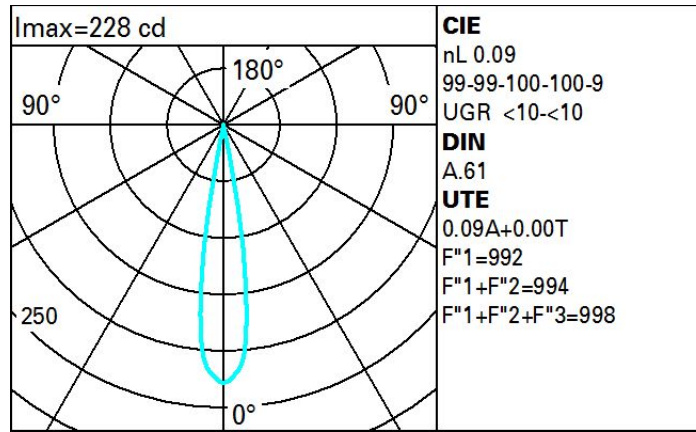 Imax=228 cd
180°
90° 90°
250
0°
CIE
nL 0.09
99-99-100-100-9
UGR <10-<10
DIN
A.61
UTE
0.09A+0.00T
F"1=992
F"1+F"2=994
F"1+F"2+F"3=998